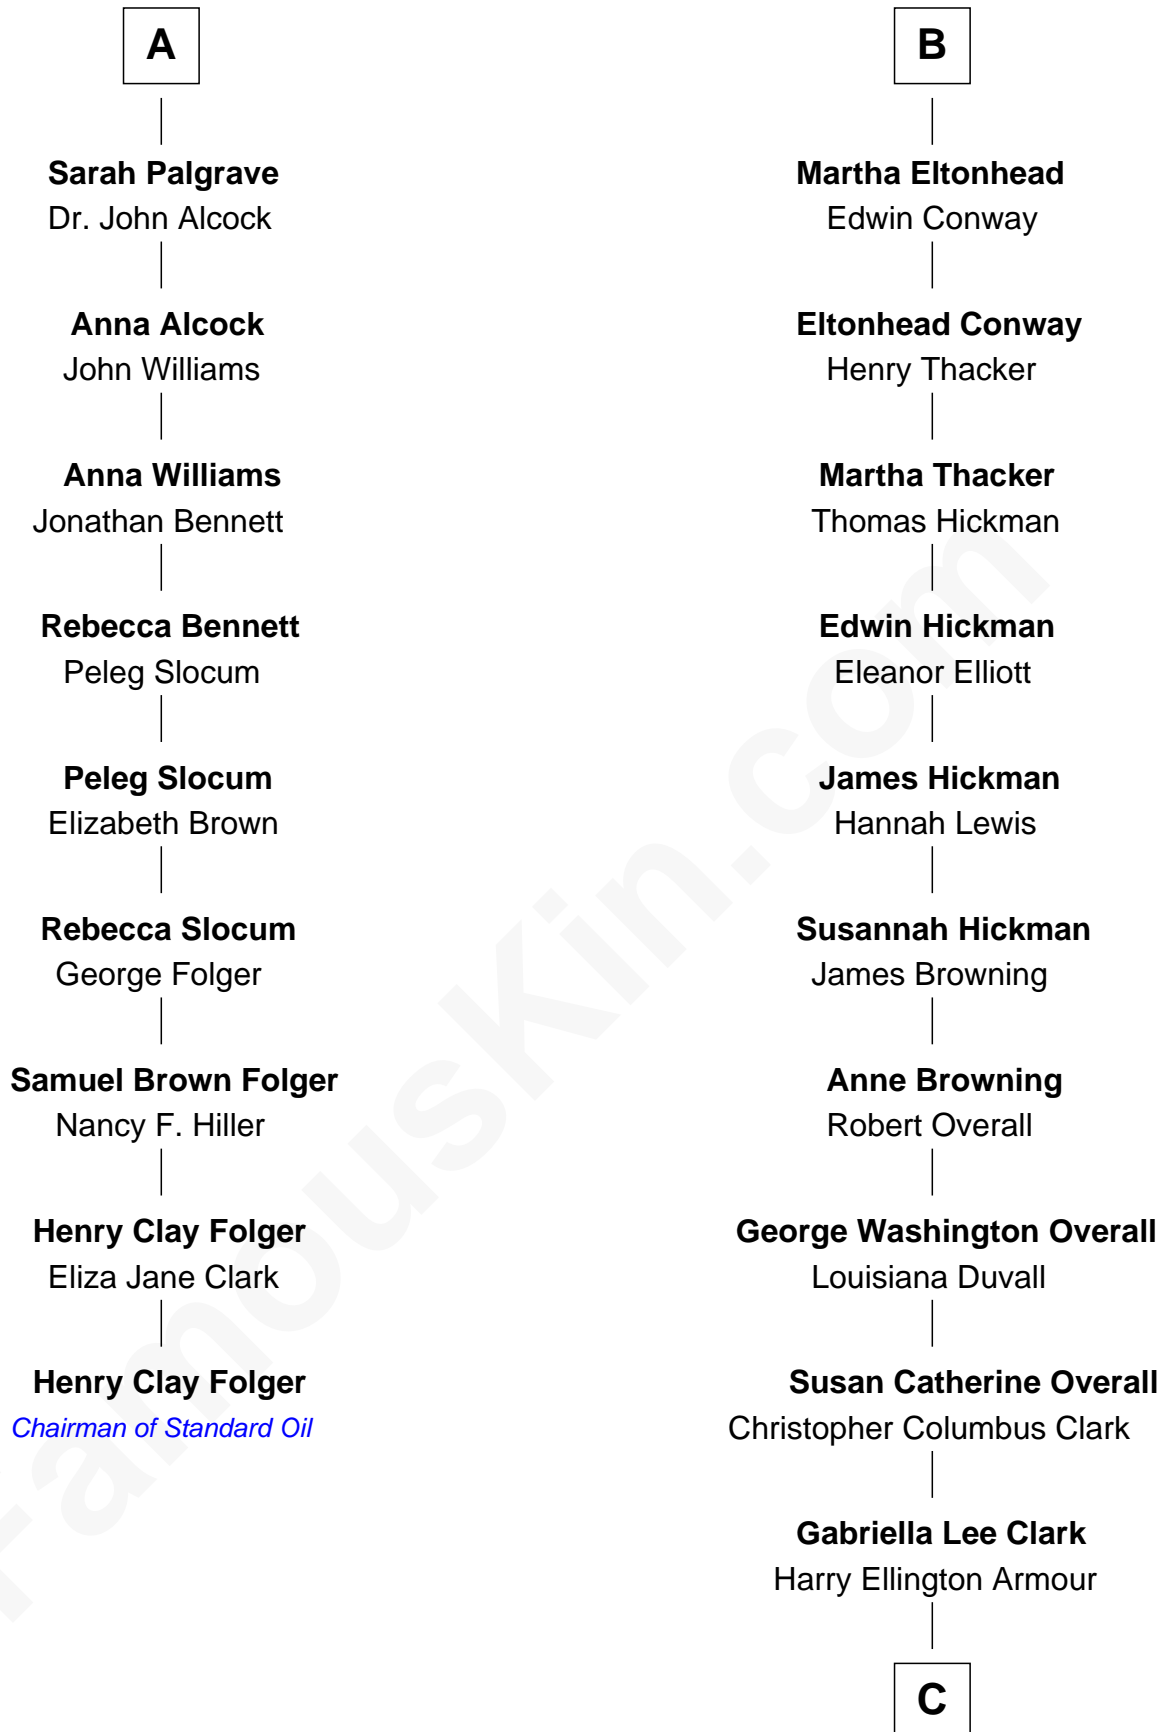 A
Sarah Palgrave
Dr. John Alcock
Anna Alcock
John Williams
Anna Williams
Jonathan Bennett
Rebecca Bennett
Peleg Slocum
Peleg Slocum
Elizabeth Brown
Rebecca Slocum
George Folger
Samuel Brown Folger
Nancy F. Hiller
Henry Clay Folger
Eliza Jane Clark
Henry Clay Folger
Chairman of Standard Oil
B
Martha Eltonhead
Edwin Conway
Eltonhead Conway
Henry Thacker
Martha Thacker
Thomas Hickman
Edwin Hickman
Eleanor Elliott
James Hickman
Hannah Lewis
Susannah Hickman
James Browning
Anne Browning
Robert Overall
George Washington Overall
Louisiana Duvall
Susan Catherine Overall
Christopher Columbus Clark
Gabriella Lee Clark
Harry Ellington Armour
C
FamousKin.com